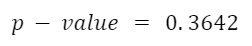 p − value = 0.3642